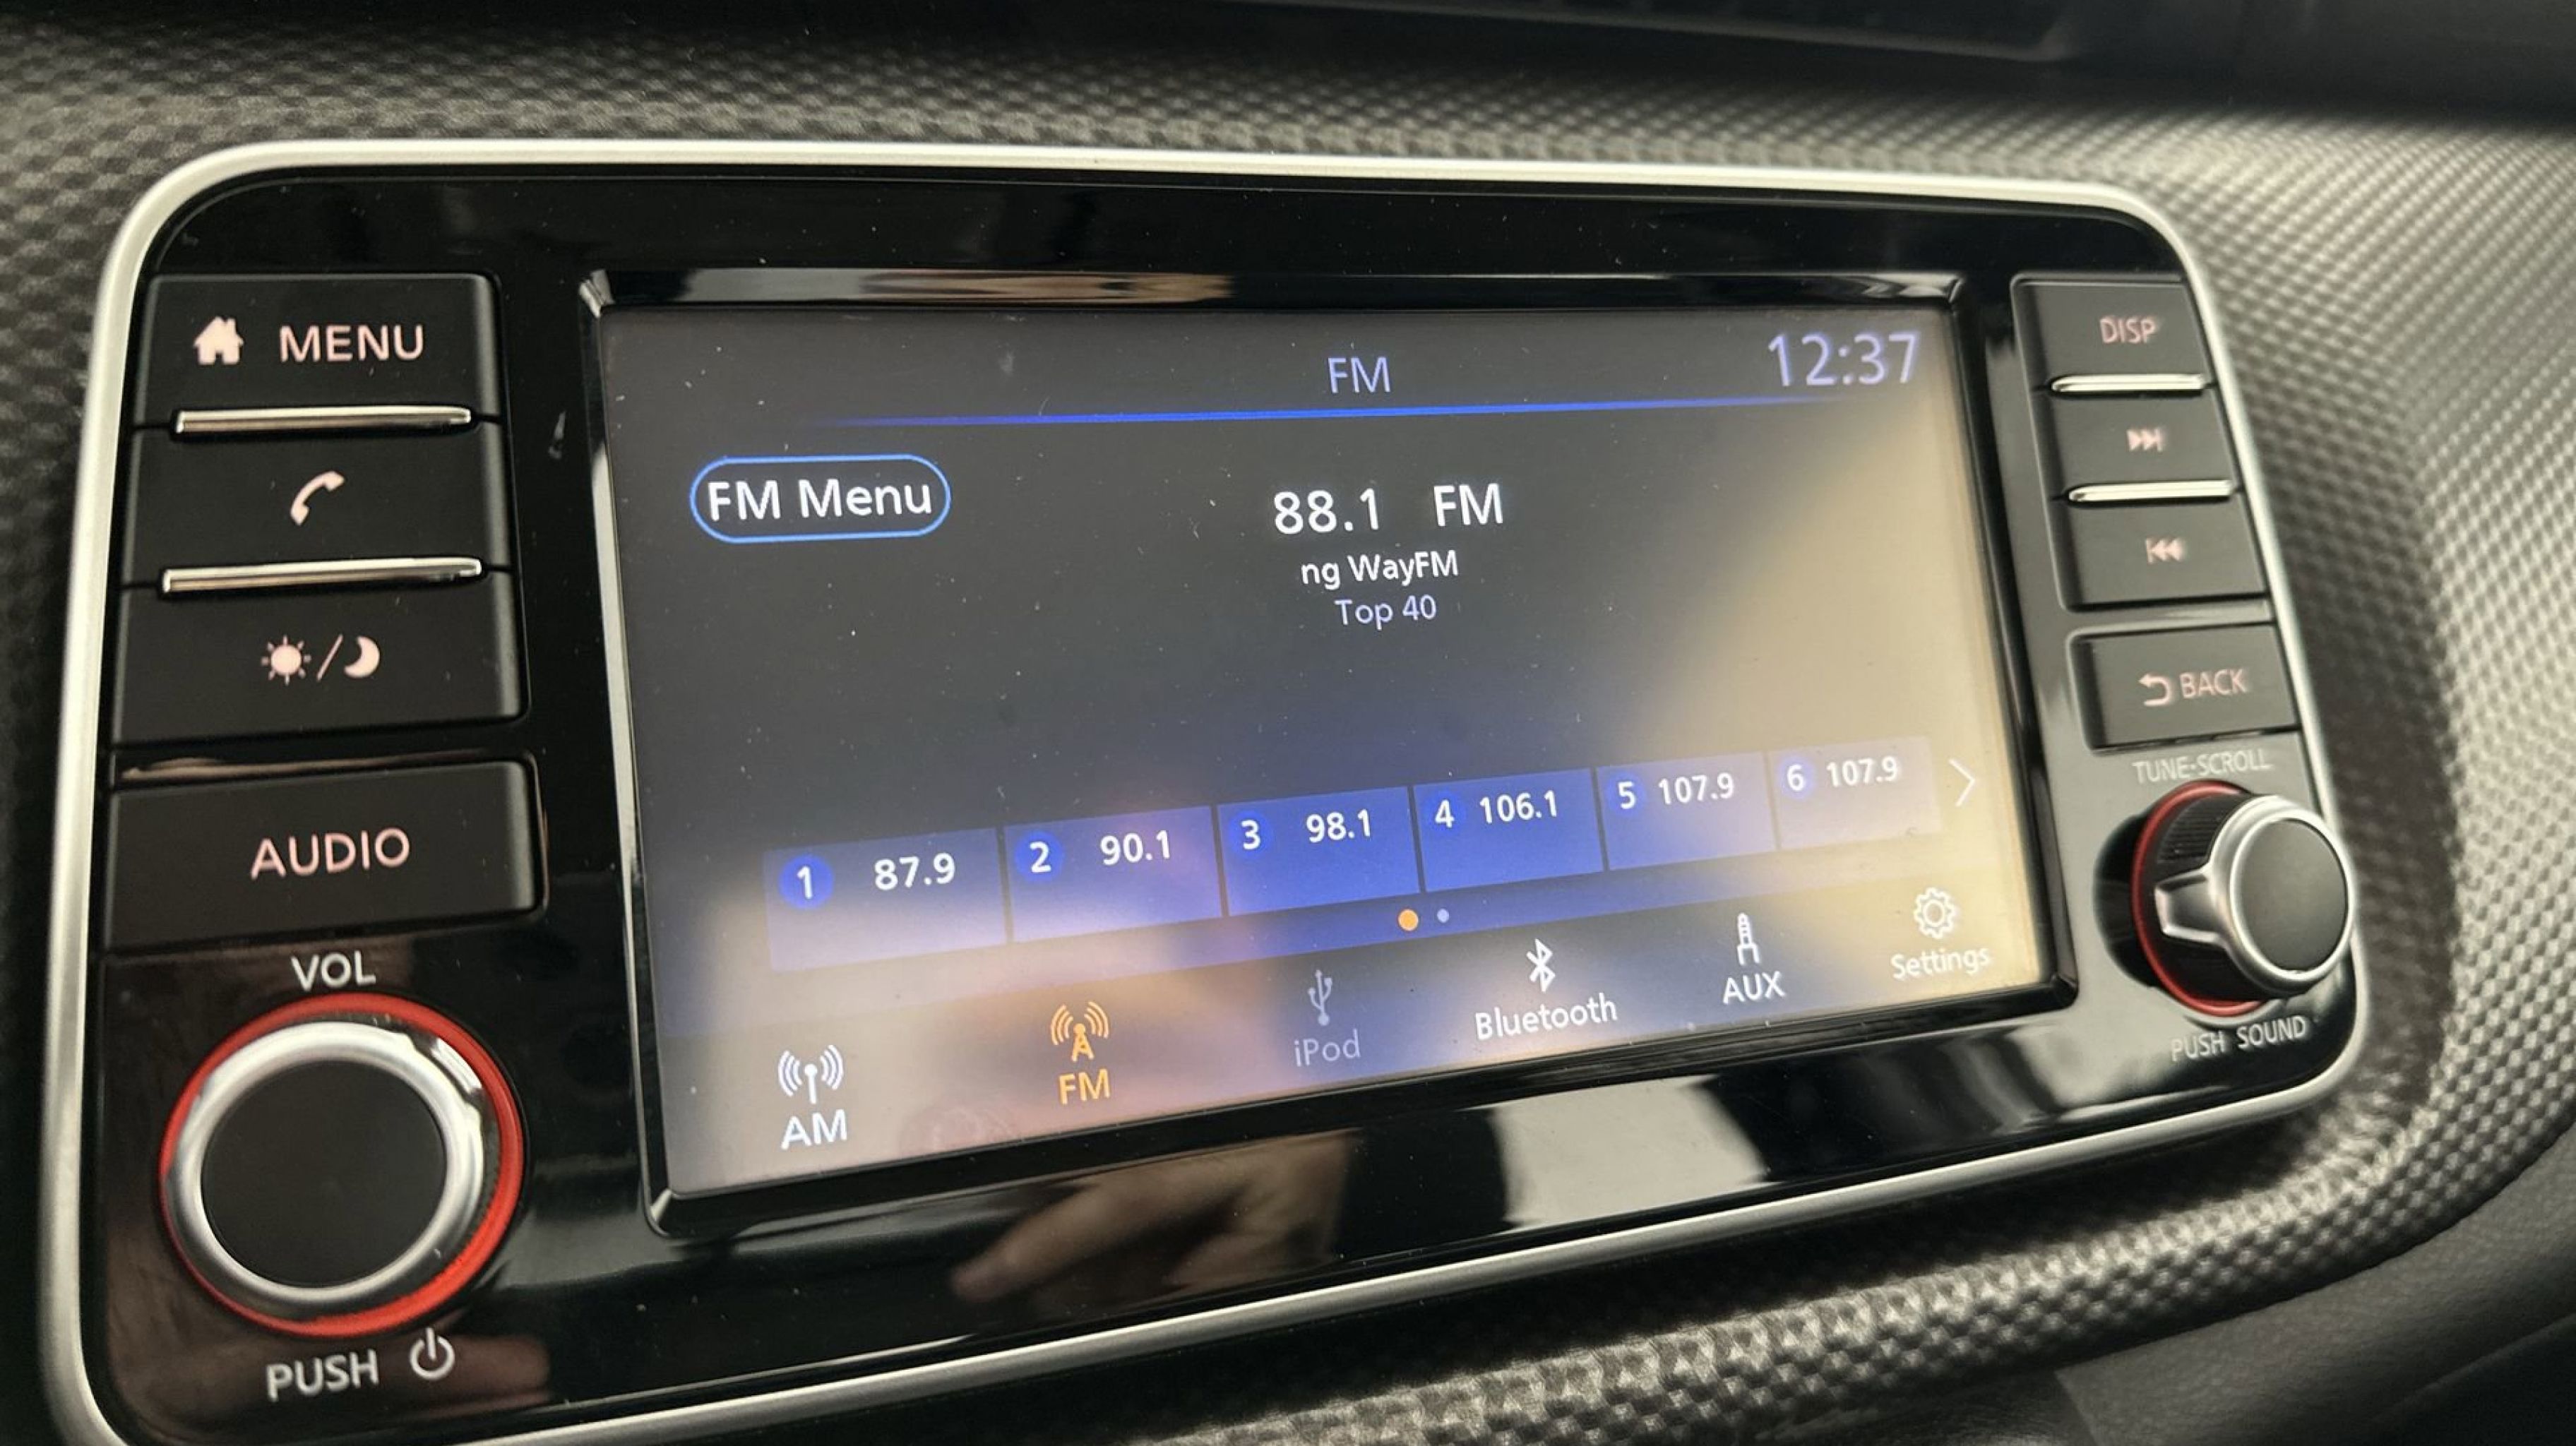 MENU
AUDIO
VOL
PUSH
FM
12:37
FM Menu
88.1 FM
ng WayFM
Top 40
1 87.9
2 90.1
3 98.1
4 106.1
5 107.9
6 107.9
AM
FM
iPod
Bluetooth
AUX
Settings
DISP
BACK
TUNE·SCROLL
PUSH SOUND